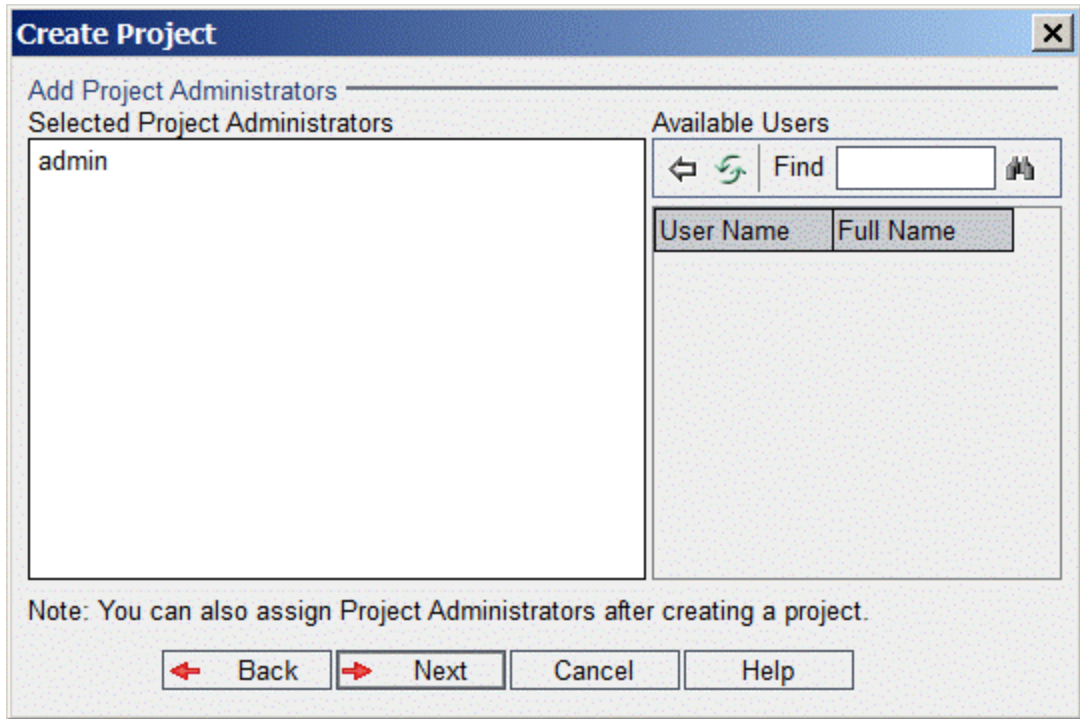 Create Project
Add Project Administrators
Selected Project Administrators
admin
Available Users
Find
User Name Full Name
Note: You can also assign Project Administrators after creating a project.
Back Next Cancel Help